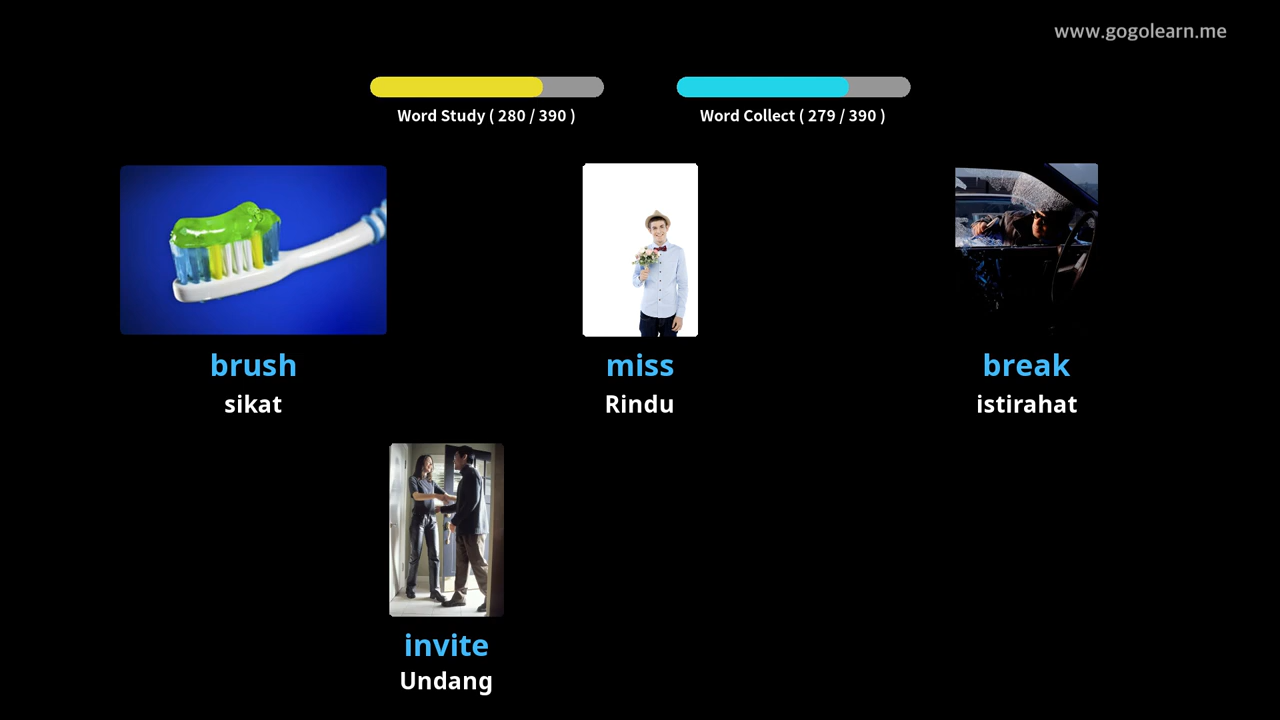 www.gogolearn.me
Word Study ( 280 / 390 )
Word Collect ( 279 / 390 )
brush
sikat
miss
Rindu
break
istirahat
invite
Undang